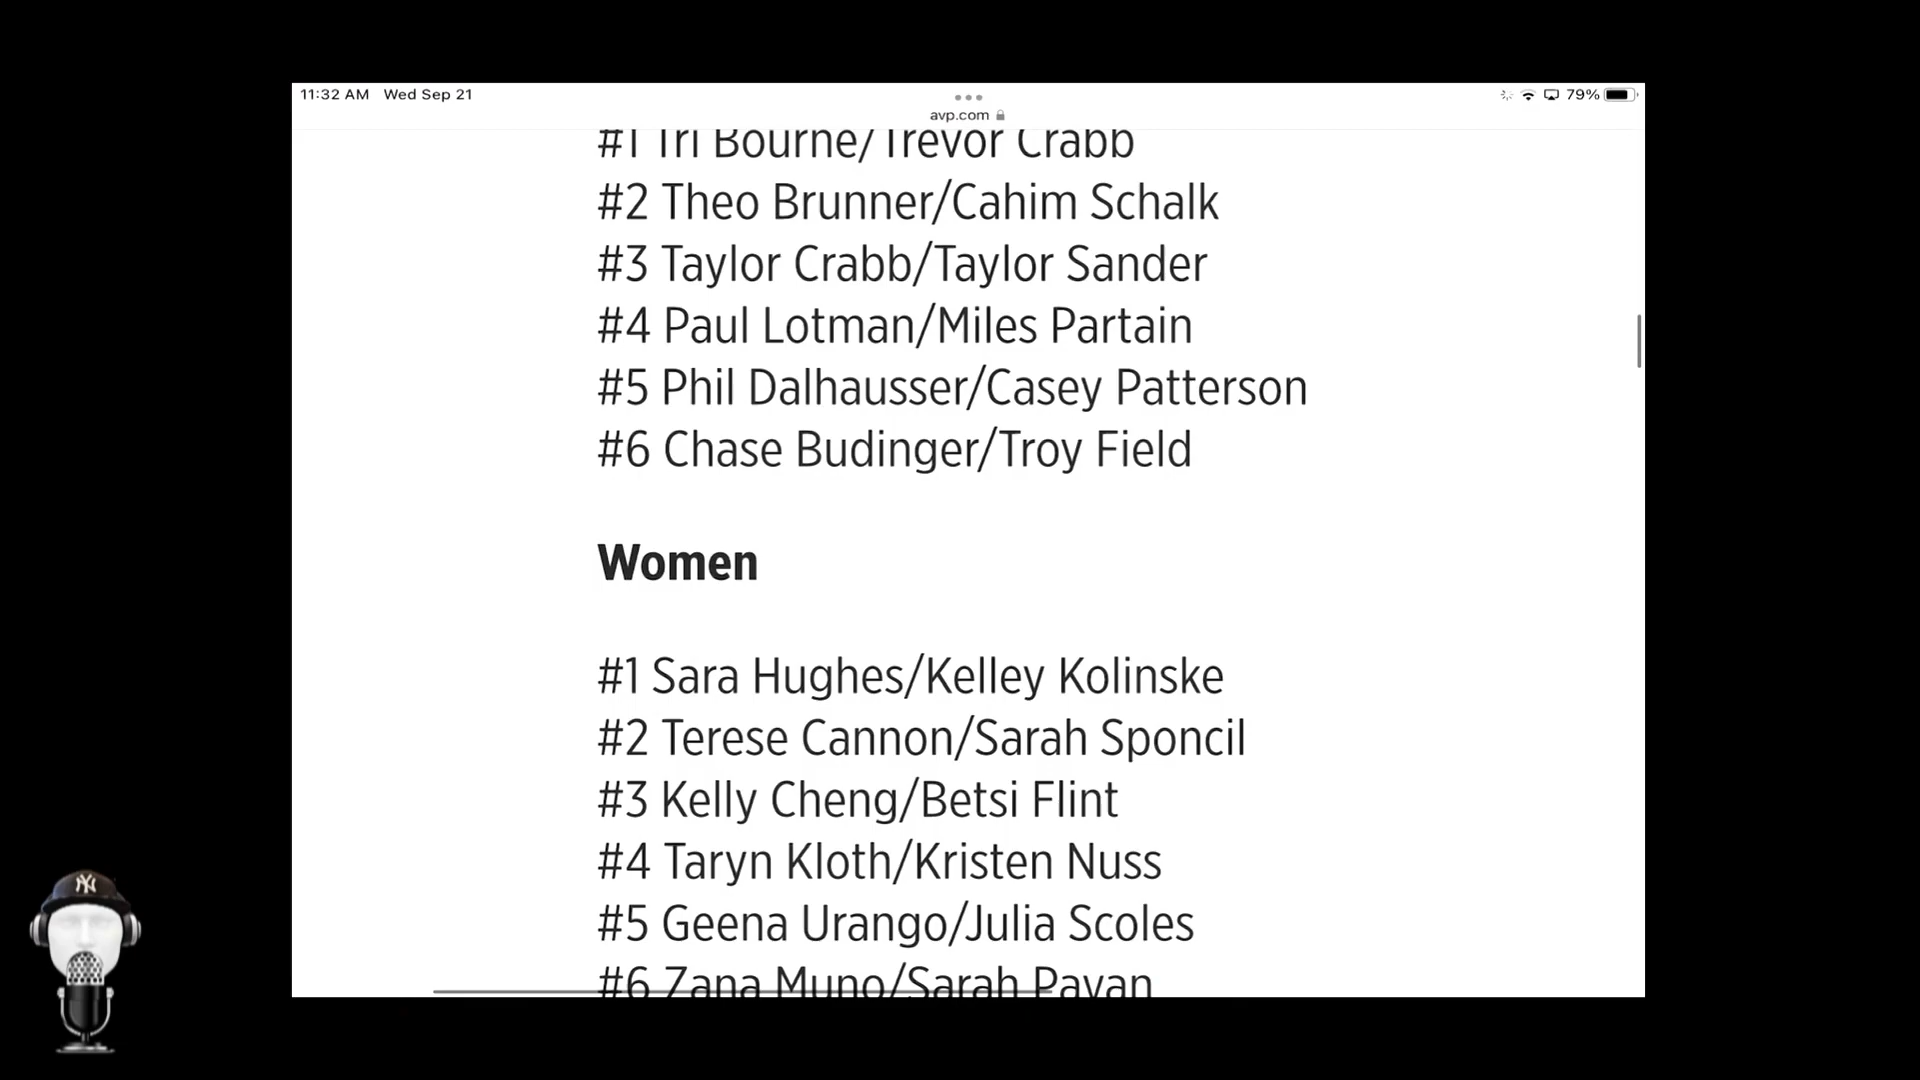 11:32 AM Wed Sep 21
79%
avp.com
#1 Tri Bourne/Trevor Crabb
#2 Theo Brunner/Cahim Schalk
#3 Taylor Crabb/Taylor Sander
#4 Paul Lotman/Miles Partain
#5 Phil Dalhausser/Casey Patterson
#6 Chase Budinger/Troy Field
Women
#1 Sara Hughes/Kelley Kolinske
#2 Terese Cannon/Sarah Sponcil
#3 Kelly Cheng/Betsi Flint
#4 Taryn Kloth/Kristen Nuss
#5 Geena Urango/Julia Scoles
#6 Zana Muno/Sarah Pavan
NY